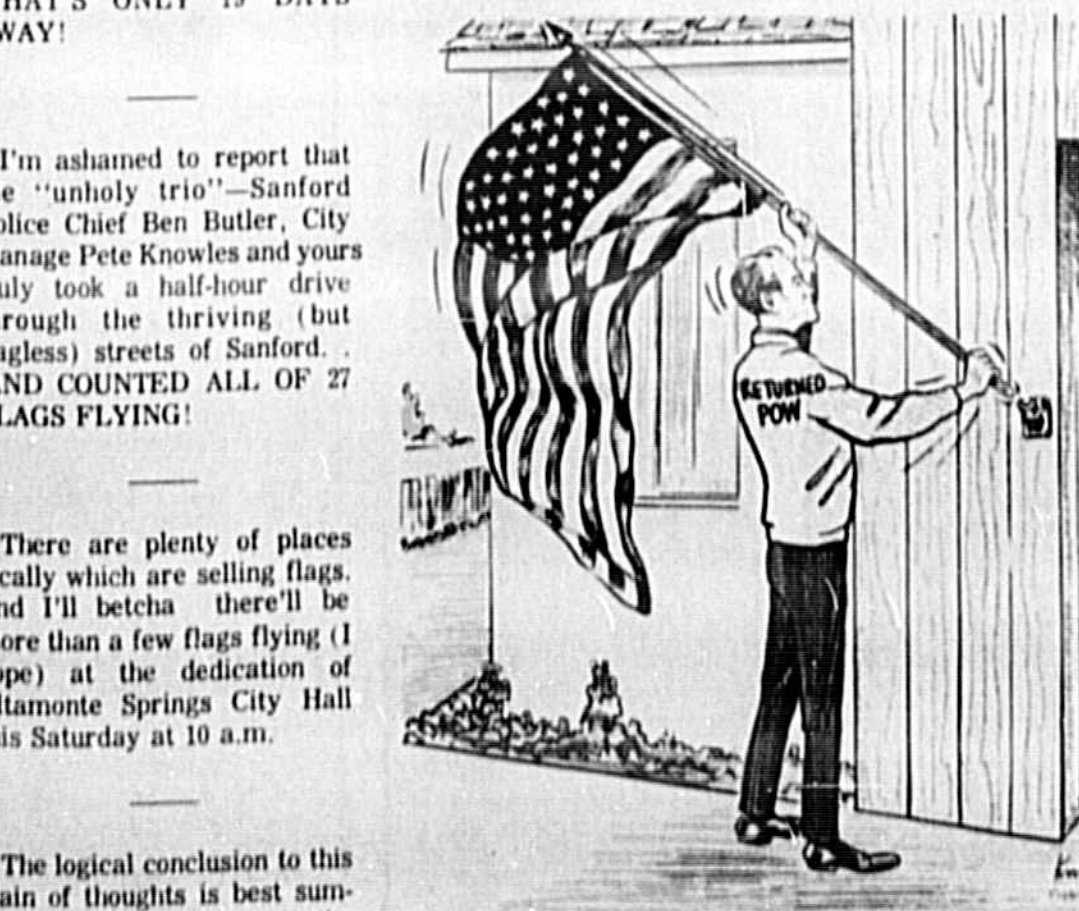 THAT'S ONLY 19 DAYS
WAY!
I'm ashamed to report that
e "unholy trio"—Sanford
olice Chief Ben Butler, City
anage Pete Knowles and yours
uly took a half-hour drive
rough the thriving (but
agless) streets of Sanford. .
ND COUNTED ALL OF 27
LAGS FLYING!
There are plenty of places
cally which are selling flags.
nd I'll betcha there'll be
ore than a few flags flying (I
ope) at the dedication of
ltamonte Springs City Hall
is Saturday at 10 a.m.
The logical conclusion to this
ain of thoughts is best sum-
RETURNED
POW